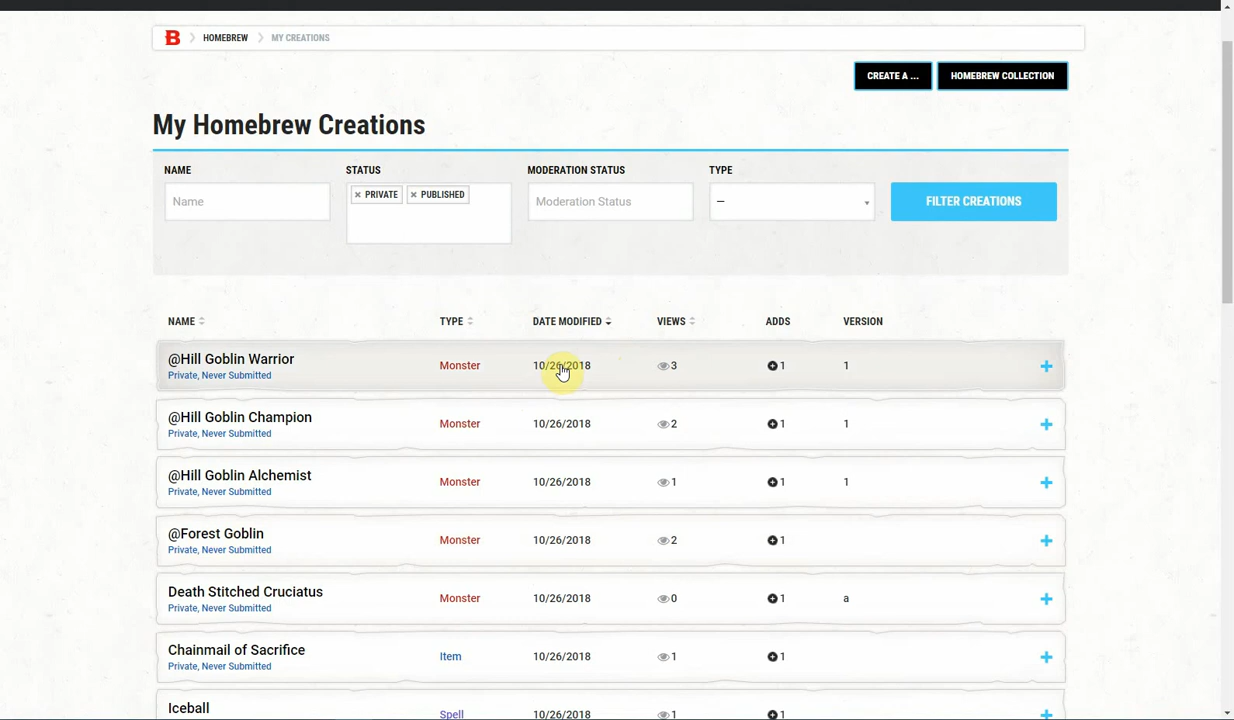 HOMEBREW MY CREATIONS
CREATE A ... HOMEBREW COLLECTION
My Homebrew Creations
NAME STATUS MODERATION STATUS TYPE
Name × PRIVATE × PUBLISHED Moderation Status – FILTER CREATIONS
NAME TYPE DATE MODIFIED VIEWS ADDS VERSION
@Hill Goblin Warrior Monster 10/26/2018 3 1 1
Private, Never Submitted
@Hill Goblin Champion Monster 10/26/2018 2 1 1
Private, Never Submitted
@Hill Goblin Alchemist Monster 10/26/2018 1 1 1
Private, Never Submitted
@Forest Goblin Monster 10/26/2018 2 1
Private, Never Submitted
Death Stitched Cruciatus Monster 10/26/2018 0 1 a
Private, Never Submitted
Chainmail of Sacrifice Item 10/26/2018 1 1
Private, Never Submitted
Iceball Spell 10/26/2018 1 1